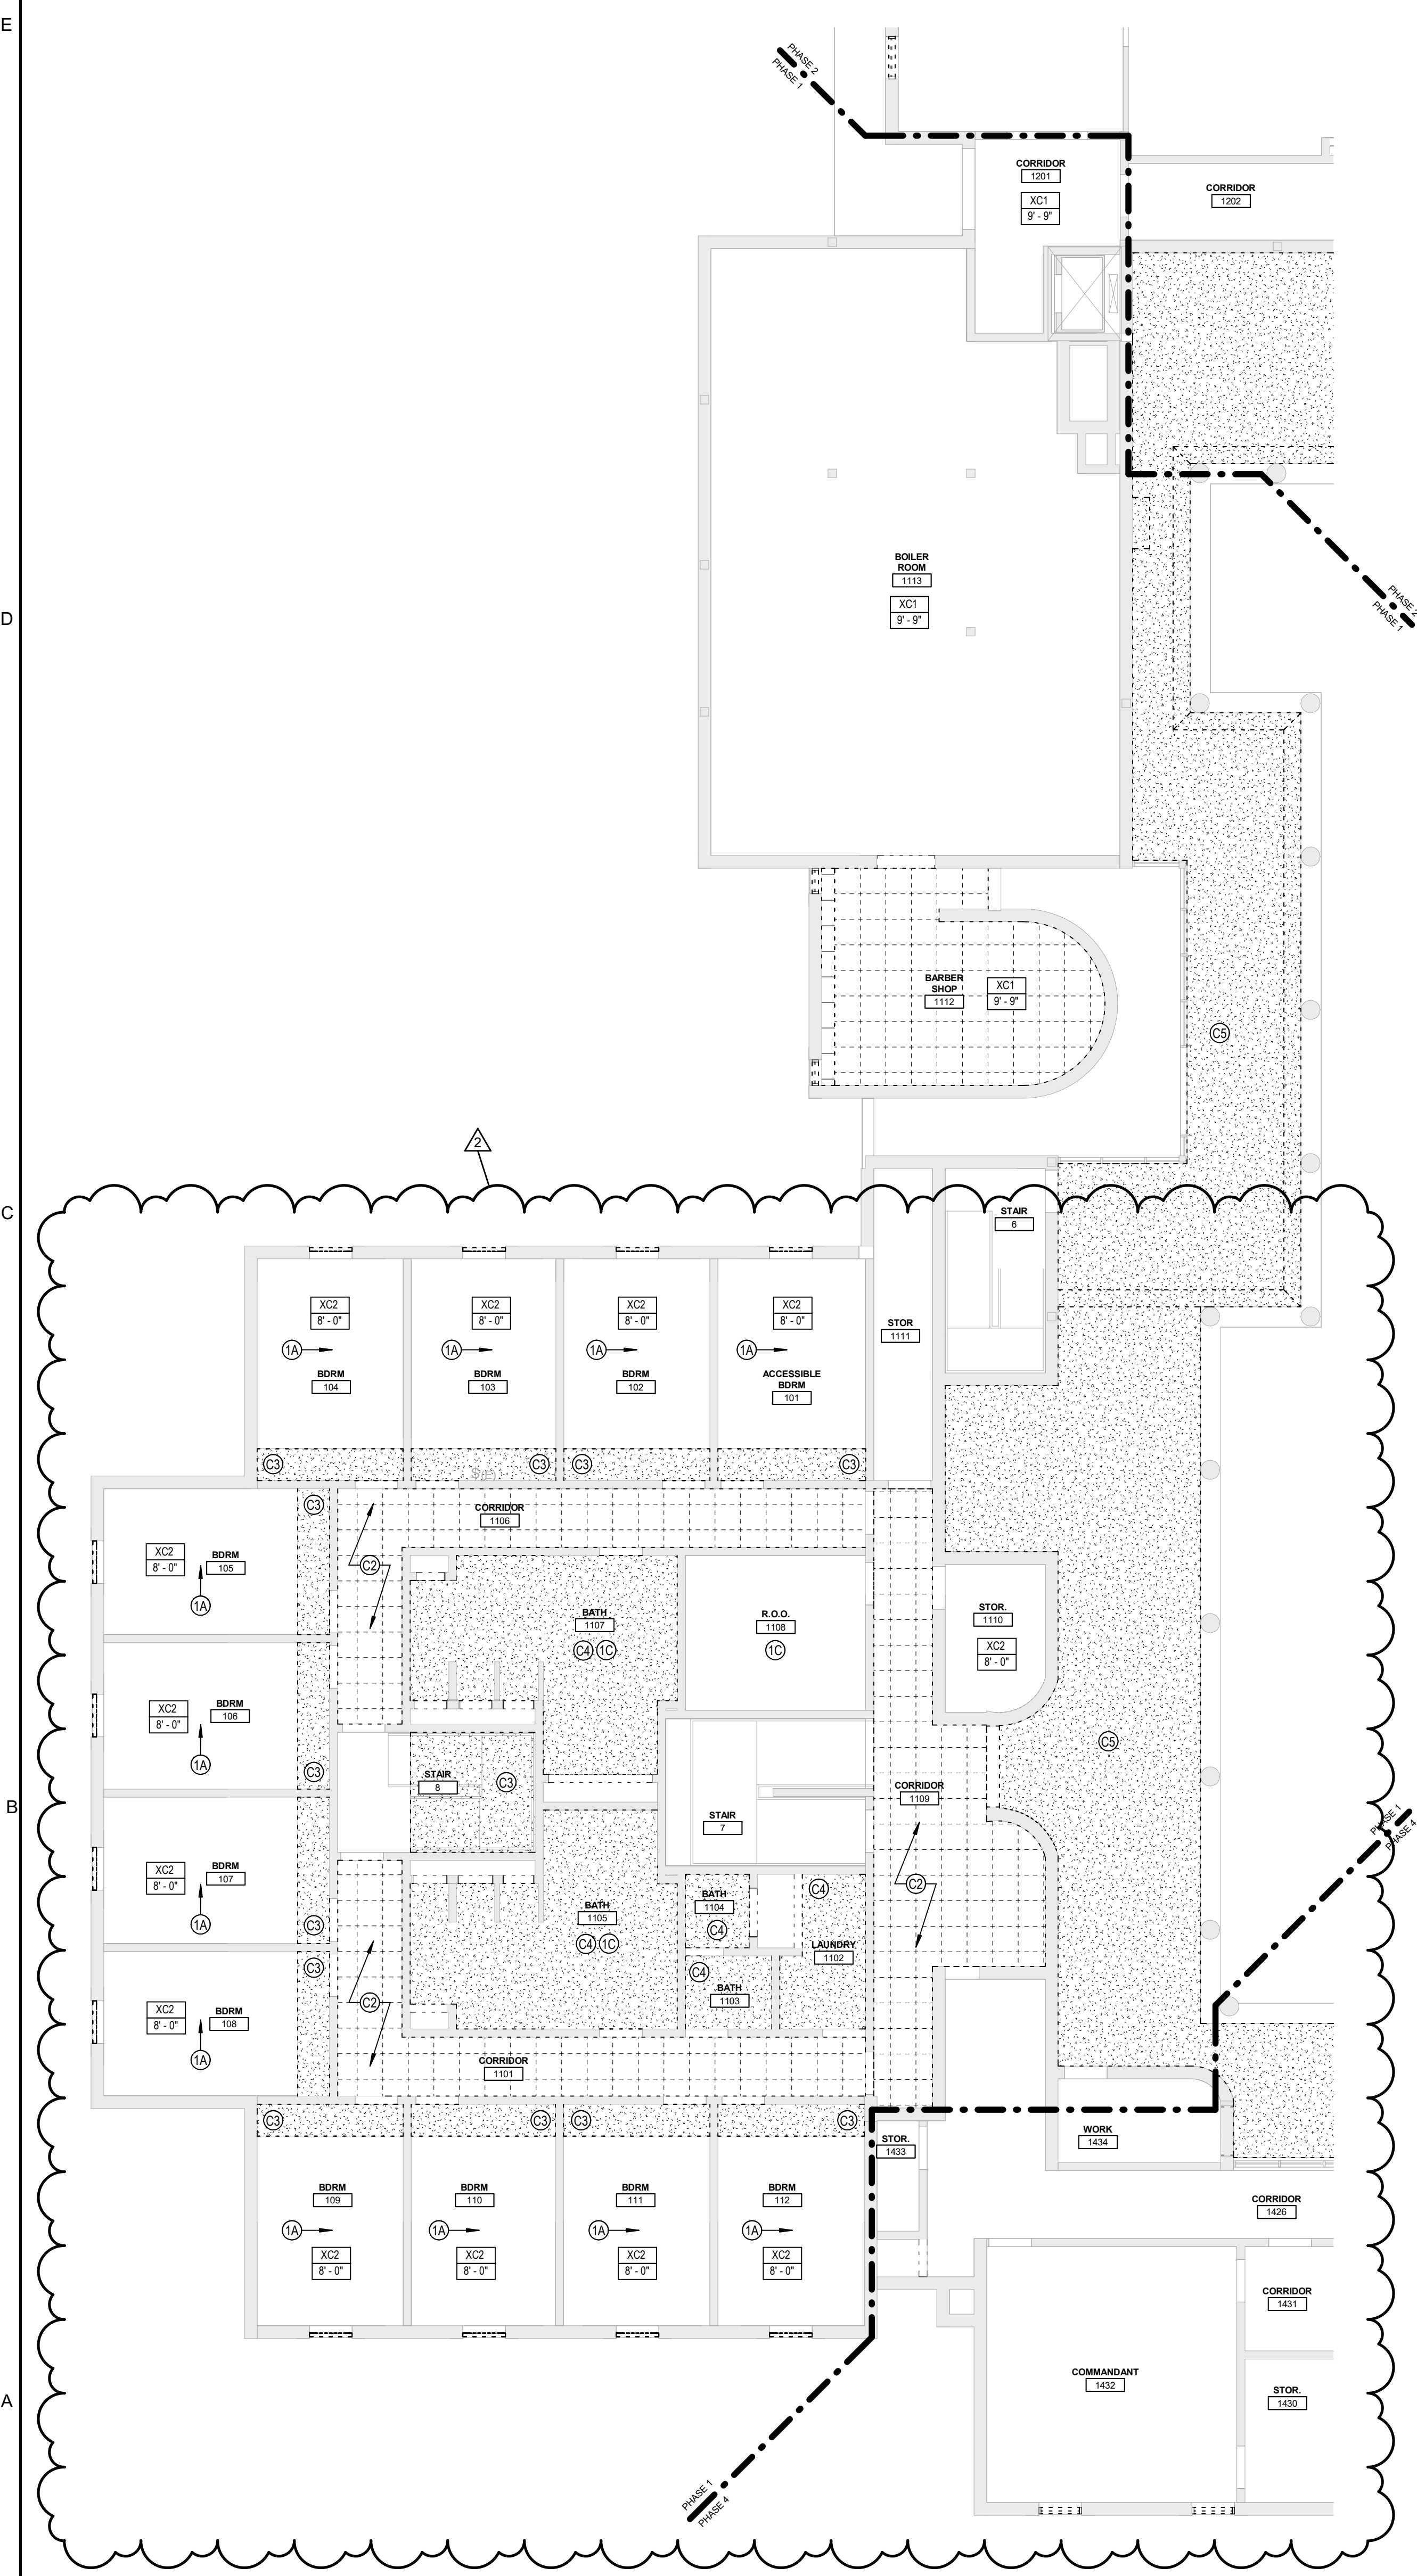 E
PHASE 2
PHASE 1
CORRIDOR
1201
XC1
9' - 9"
CORRIDOR
1202
BOILER
ROOM
1113
XC1
9' - 9"
PHASE 2
PHASE 1
D
BARBER
SHOP
1112
XC1
9' - 9"
C5
2
C
STAIR
6
XC2
8' - 0"
XC2
8' - 0"
XC2
8' - 0"
XC2
8' - 0"
STOR
1111
1A
1A
1A
1A
BDRM
104
BDRM
103
BDRM
102
ACCESSIBLE
BDRM
101
C3
C3
C3
C3
$(E)
C3
CORRIDOR
1106
XC2
8' - 0"
BDRM
105
1A
C2
BATH
1107
C4
1C
R.O.O.
1108
1C
STOR.
1110
XC2
8' - 0"
XC2
8' - 0"
BDRM
106
1A
C3
STAIR
8
C3
C5
CORRIDOR
1109
STAIR
7
PHASE 1
PHASE 4
B
XC2
8' - 0"
BDRM
107
1A
C3
BATH
1105
C4
1C
BATH
1104
C4
C4
LAUNDRY
1102
C2
C3
C4
BATH
1103
XC2
8' - 0"
BDRM
108
1A
C2
CORRIDOR
1101
C3
C3
C3
C3
STOR.
1433
WORK
1434
BDRM
109
BDRM
110
BDRM
111
BDRM
112
CORRIDOR
1426
1A
1A
1A
1A
XC2
8' - 0"
XC2
8' - 0"
XC2
8' - 0"
XC2
8' - 0"
CORRIDOR
1431
COMMANDANT
1432
STOR.
1430
A
PHASE 1
PHASE 4